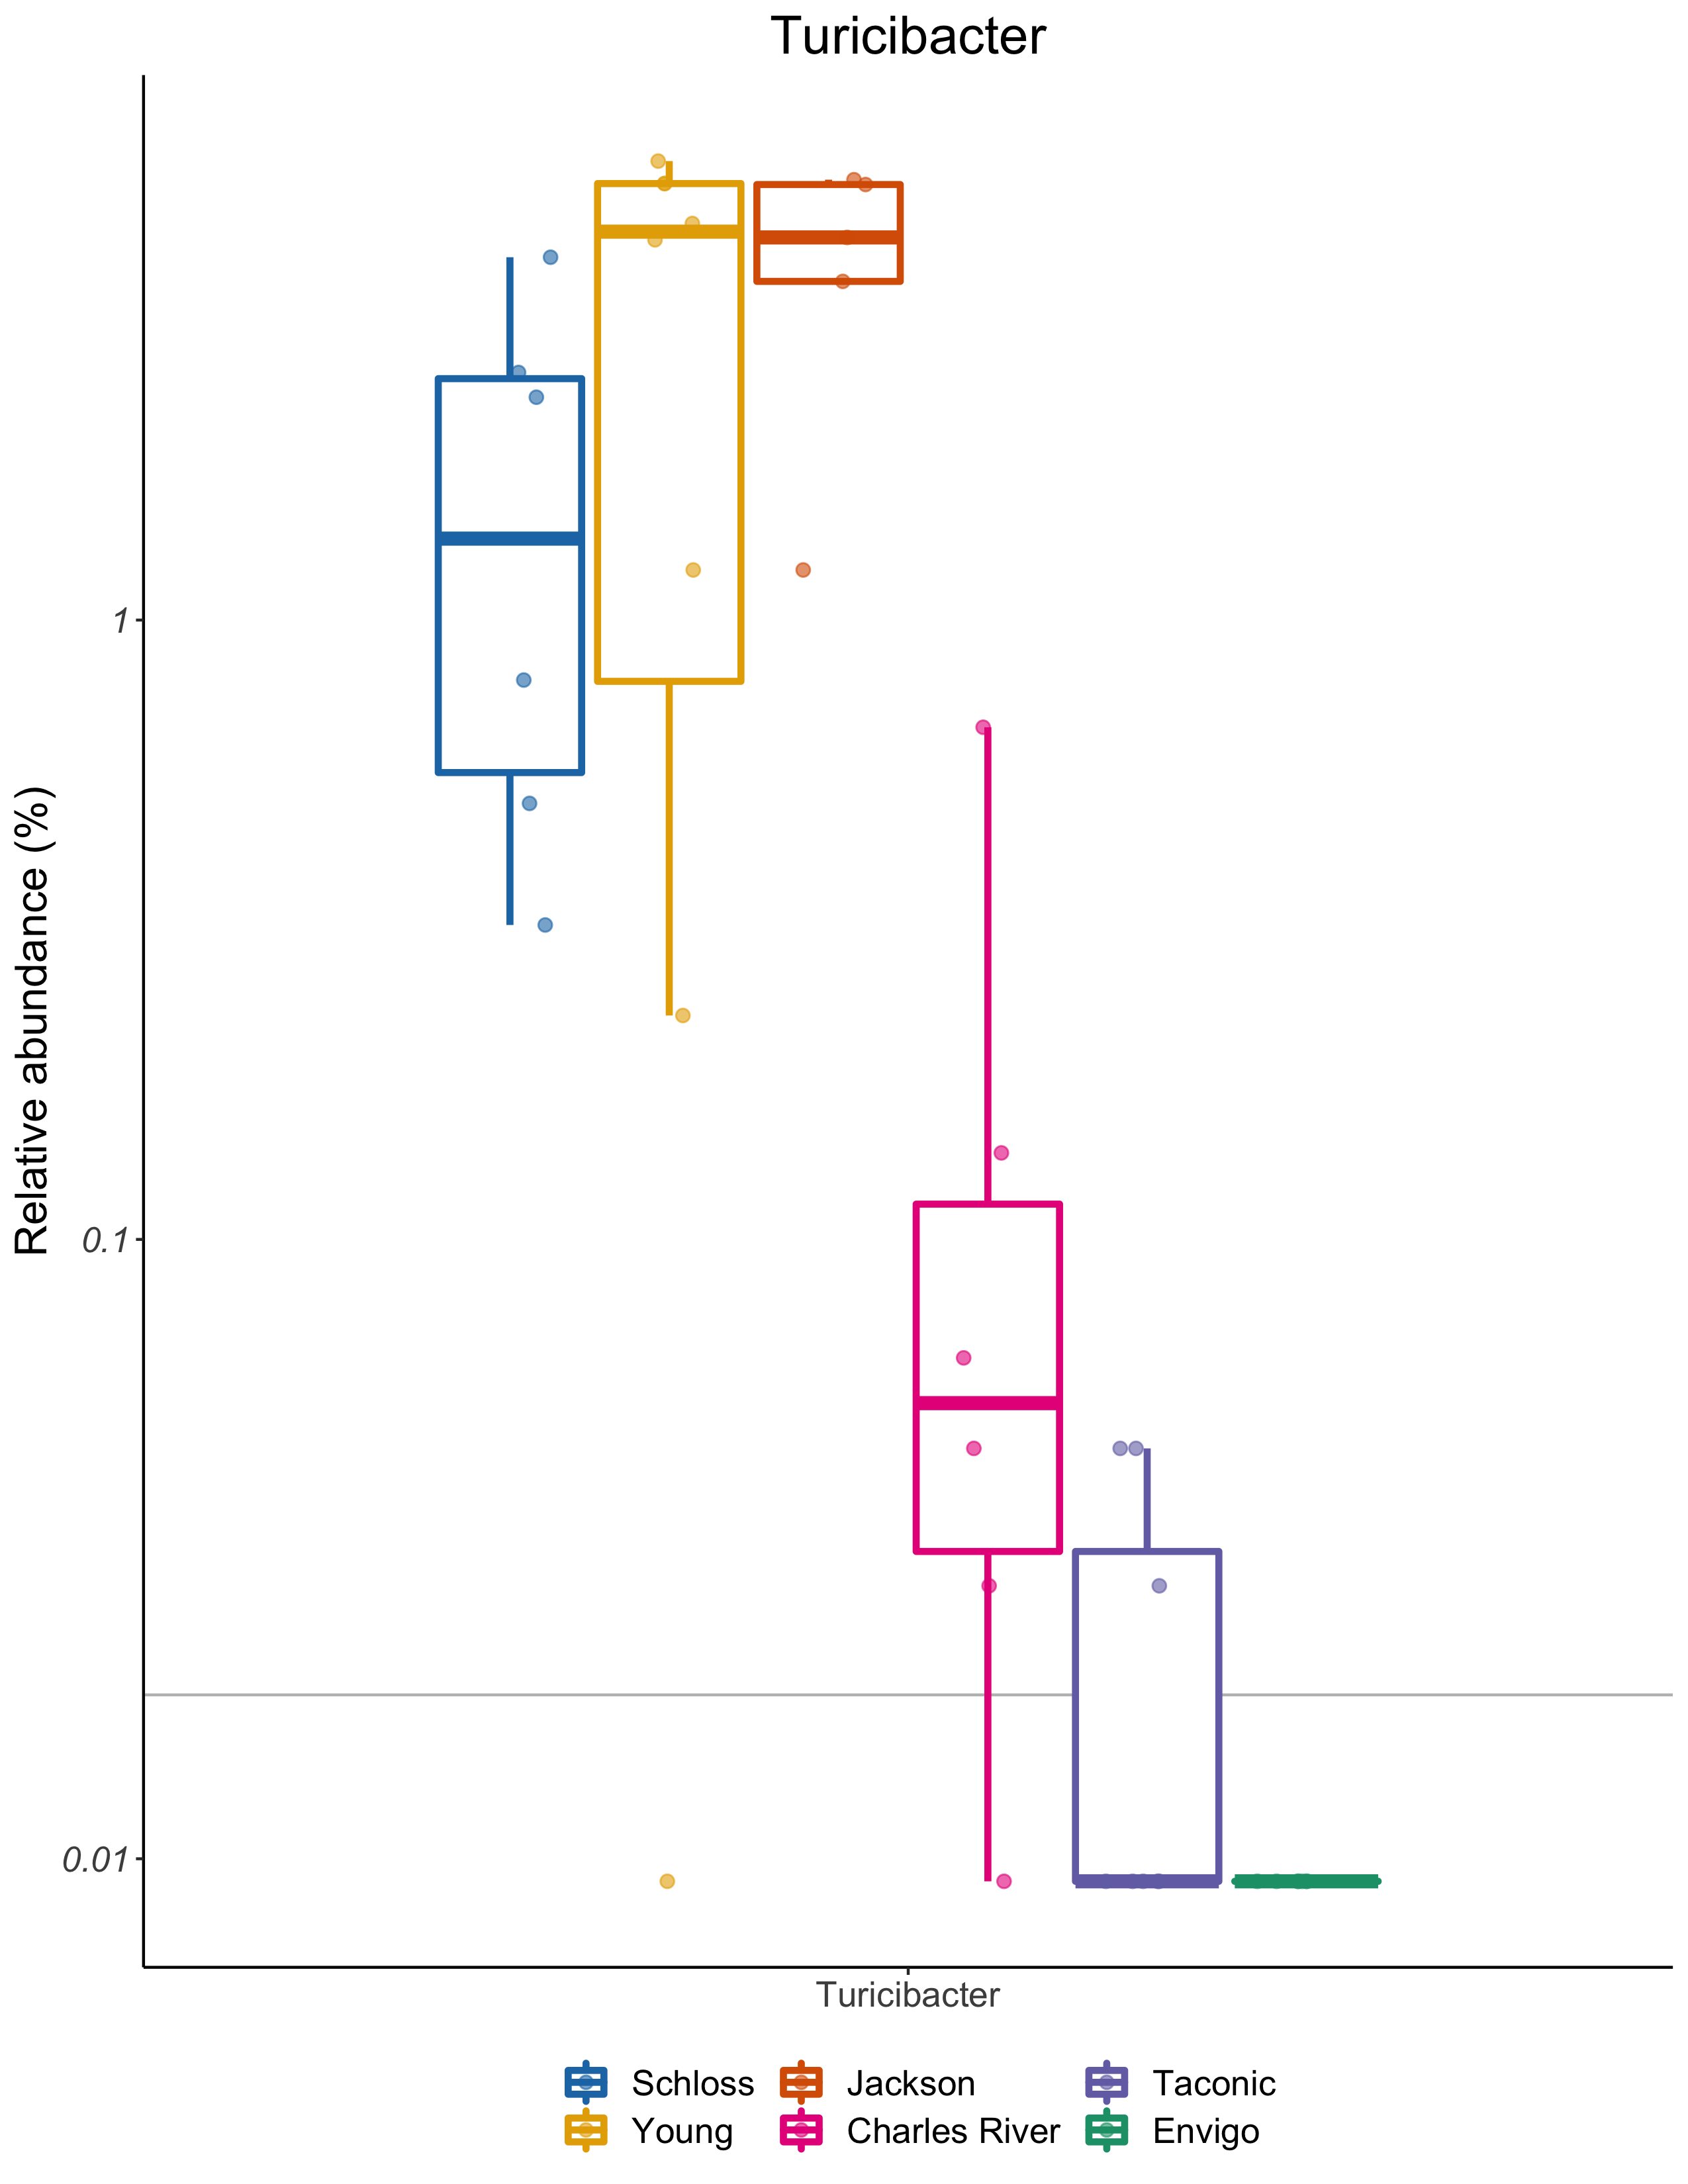 Turicibacter
Relative abundance (%)
1
0.1
0.01
Turicibacter
Schloss Jackson Taconic
Young Charles River Envigo